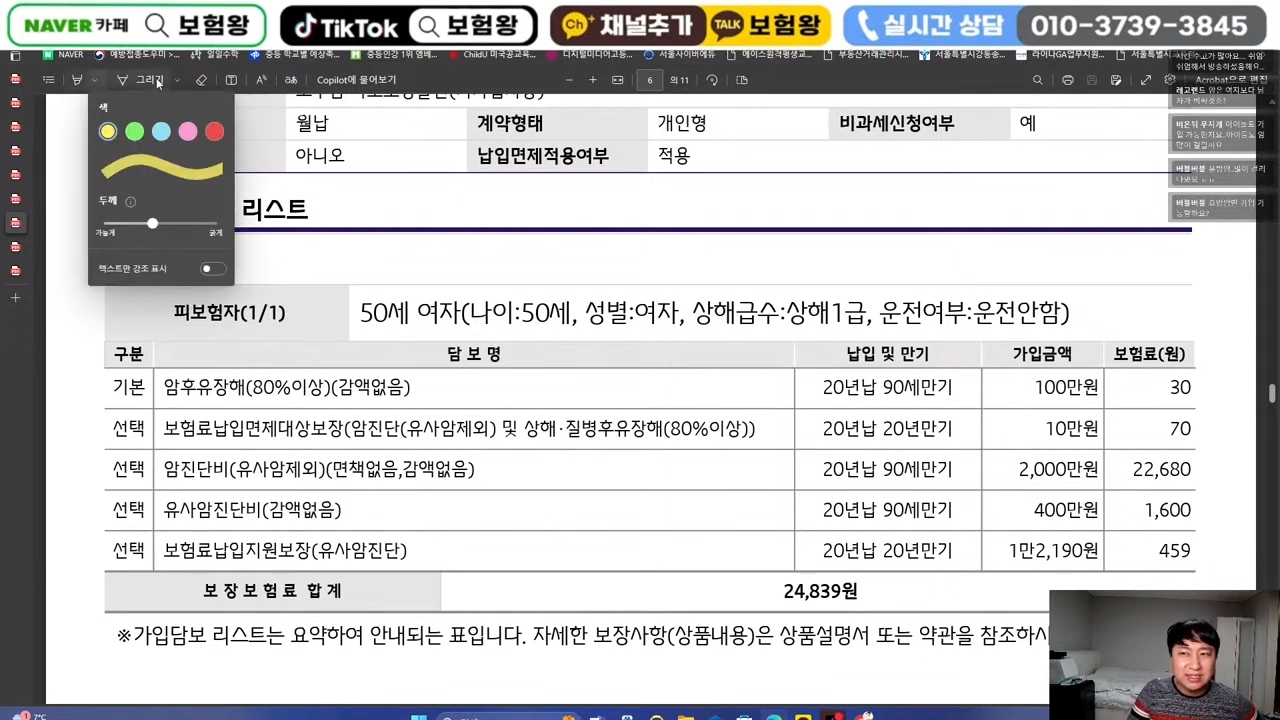 NAVER 카페 보험왕
TikTok 보험왕
Ch+ 채널추가 TALK 보험왕
실시간 상담 010-3739-3845
NAVER
그리기
Copilot에 물어보기
6 의 11
Acrobat으로 편집
색
두께
가늘게 굵게
텍스트만 강조 표시
월납 계약형태 개인형 비과세신청여부 예
아니오 납입면제적용여부 적용
리스트
피보험자(1/1) 50세 여자(나이:50세, 성별:여자, 상해급수:상해1급, 운전여부:운전안함)
구분 담 보 명 납입 및 만기 가입금액 보험료(원)
기본 암후유장해(80%이상)(감액없음) 20년납 90세만기 100만원 30
선택 보험료납입면제대상보장(암진단(유사암제외) 및 상해·질병후유장해(80%이상)) 20년납 20년만기 10만원 70
선택 암진단비(유사암제외)(면책없음,감액없음) 20년납 90세만기 2,000만원 22,680
선택 유사암진단비(감액없음) 20년납 90세만기 400만원 1,600
선택 보험료납입지원보장(유사암진단) 20년납 20년만기 1만2,190원 459
보 장 보 험 료 합 계 24,839원
※가입담보 리스트는 요약하여 안내되는 표입니다. 자세한 보장사항(상품내용)은 상품설명서 또는 약관을 참조하시
7℃